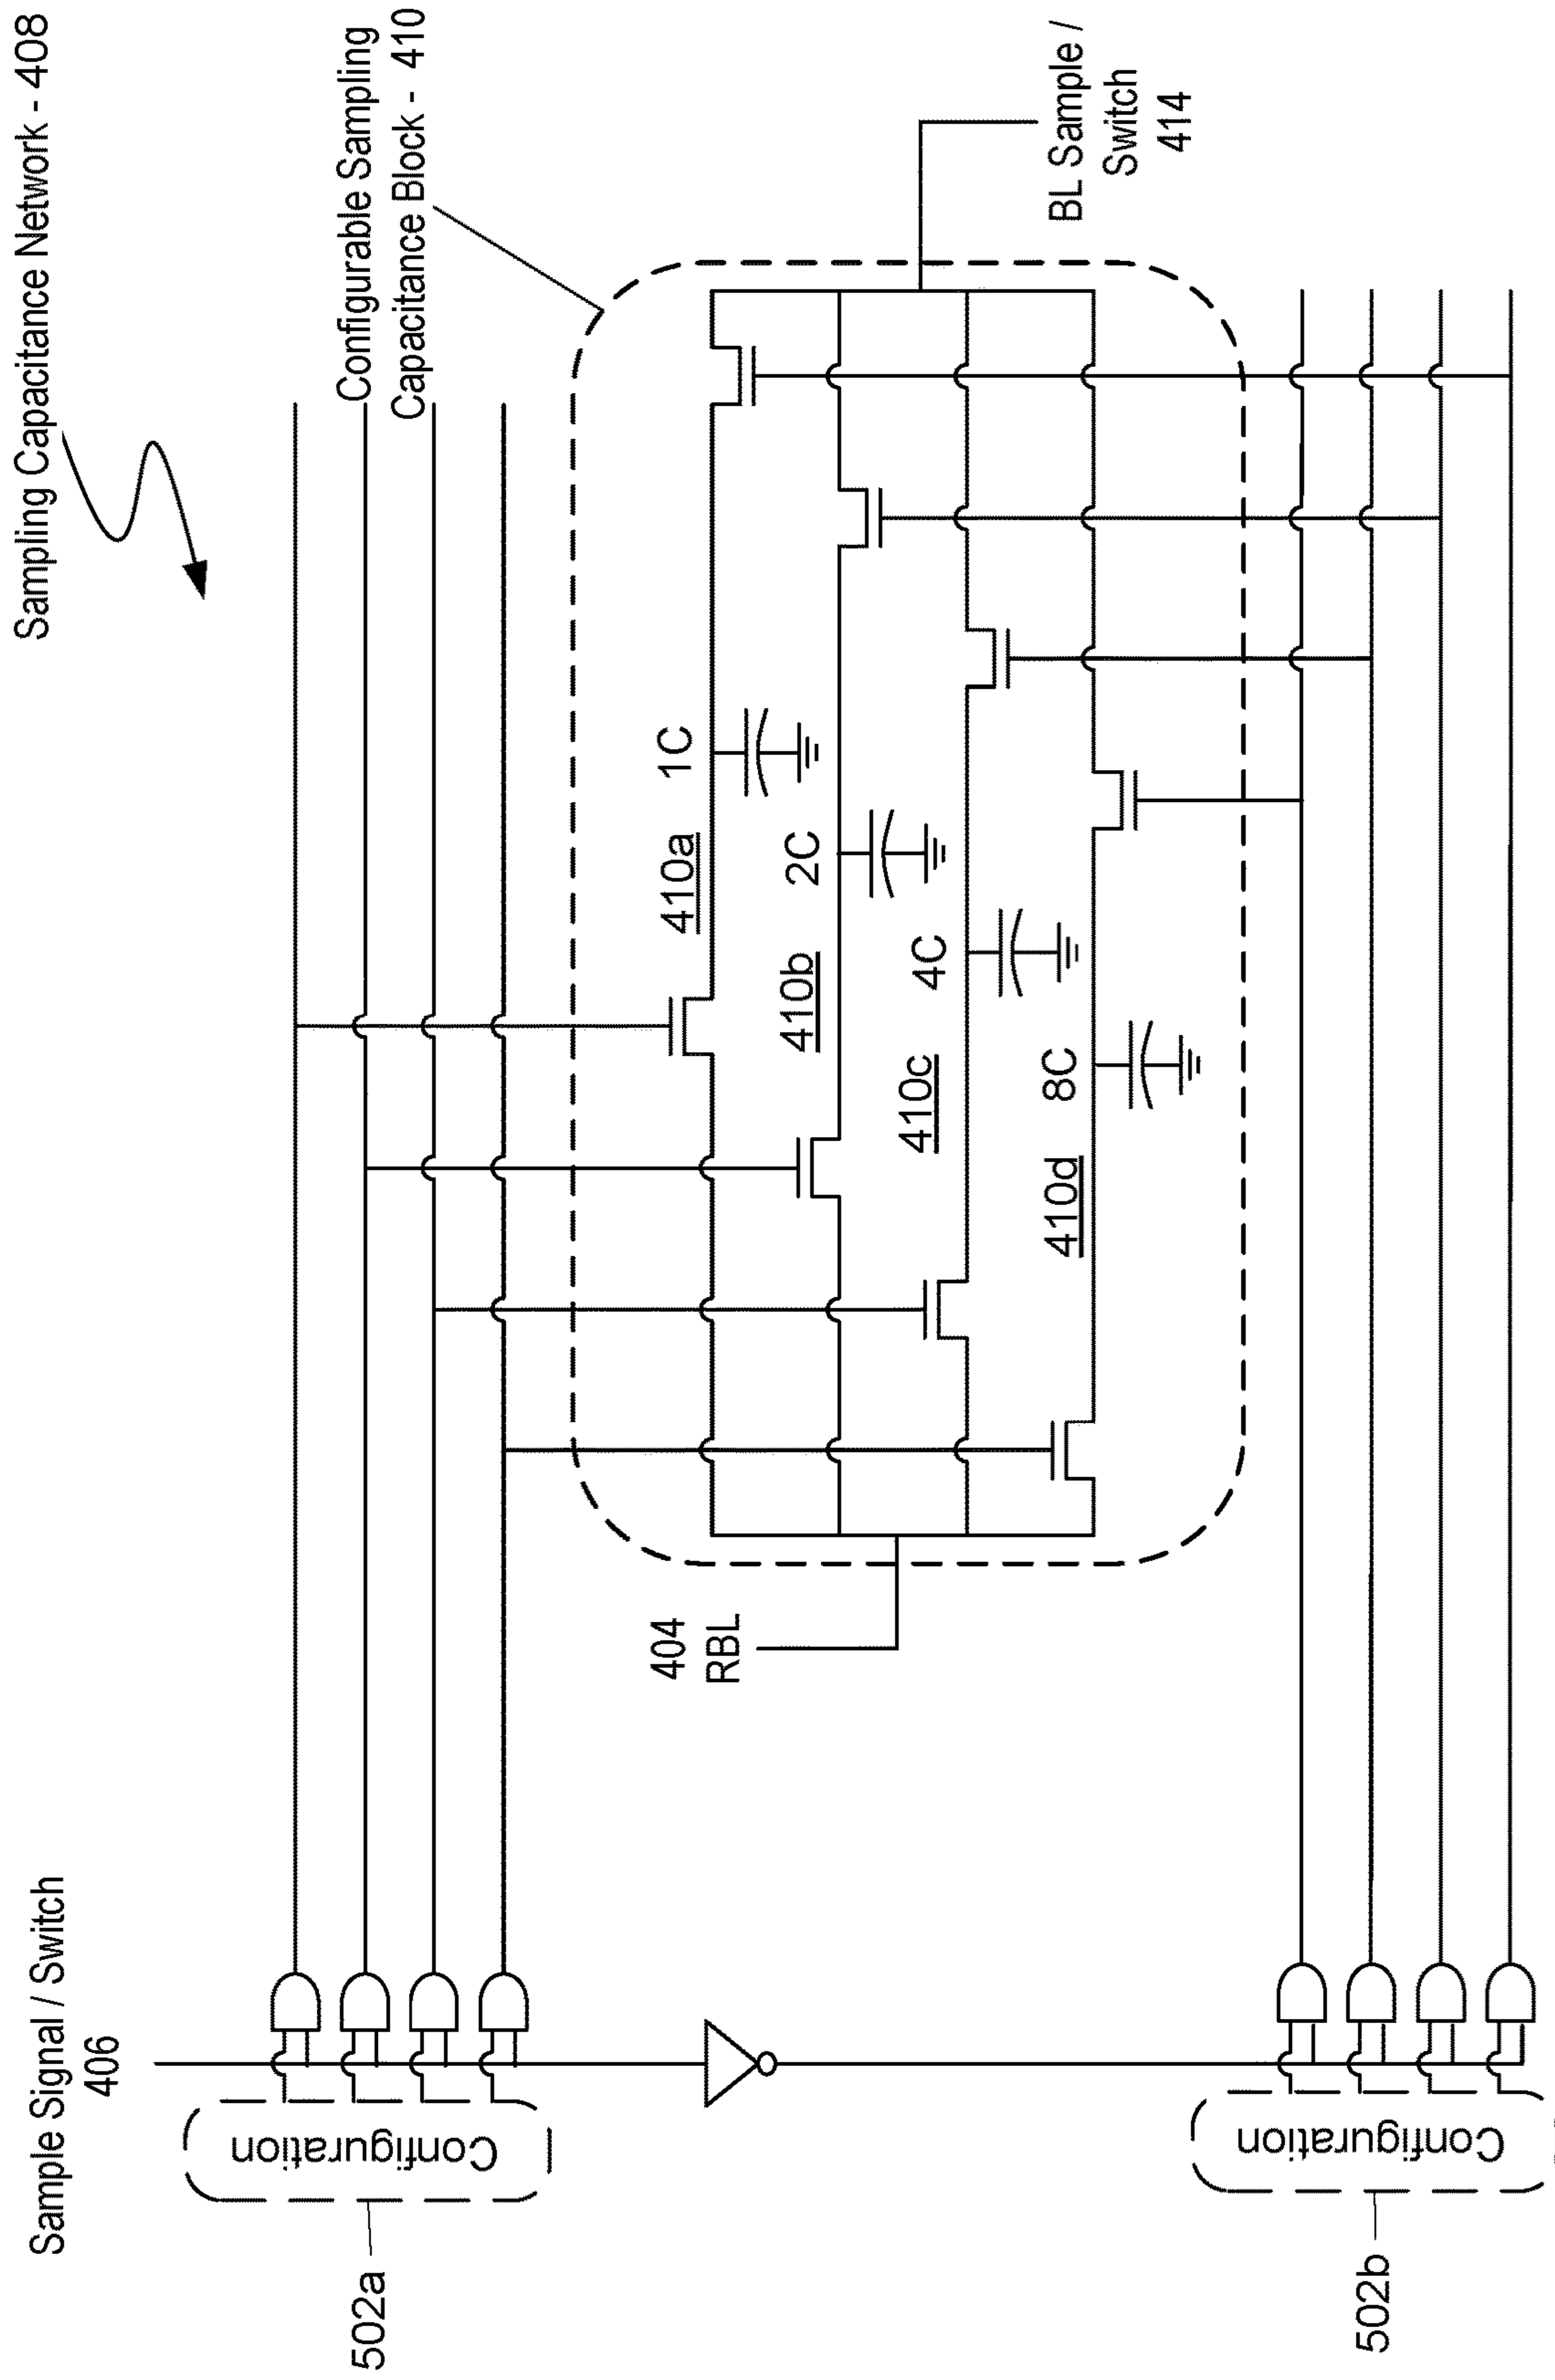 Sampling Capacitance Network - 408
Configurable Sampling
Capacitance Block - 410
Sample Signal / Switch
406
502a
Configuration
410a
1C
410b
2C
410c
4C
410d
8C
404
RBL
BL Sample /
Switch
414
Configuration
502b